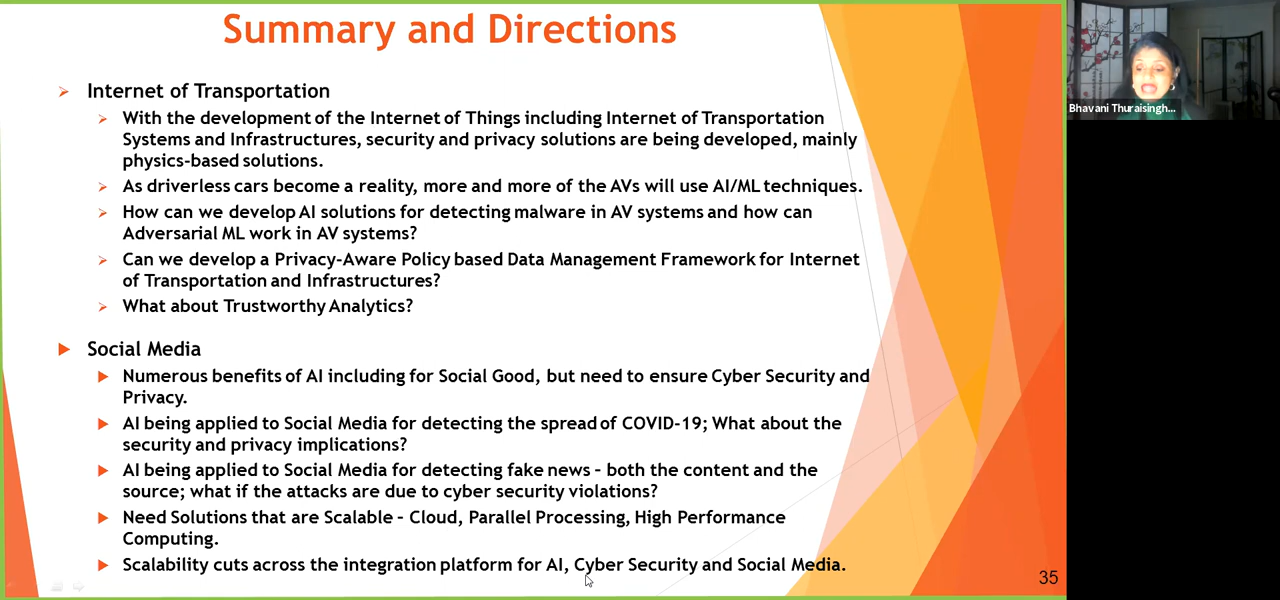 Summary and Directions
Internet of Transportation
With the development of the Internet of Things including Internet of Transportation
Systems and Infrastructures, security and privacy solutions are being developed, mainly
physics-based solutions.
As driverless cars become a reality, more and more of the AVs will use AI/ML techniques.
How can we develop AI solutions for detecting malware in AV systems and how can
Adversarial ML work in AV systems?
Can we develop a Privacy-Aware Policy based Data Management Framework for Internet
of Transportation and Infrastructures?
What about Trustworthy Analytics?
Social Media
Numerous benefits of AI including for Social Good, but need to ensure Cyber Security and
Privacy.
AI being applied to Social Media for detecting the spread of COVID-19; What about the
security and privacy implications?
AI being applied to Social Media for detecting fake news – both the content and the
source; what if the attacks are due to cyber security violations?
Need Solutions that are Scalable – Cloud, Parallel Processing, High Performance
Computing.
Scalability cuts across the integration platform for AI, Cyber Security and Social Media.
35
Bhavani Thuraisingh...